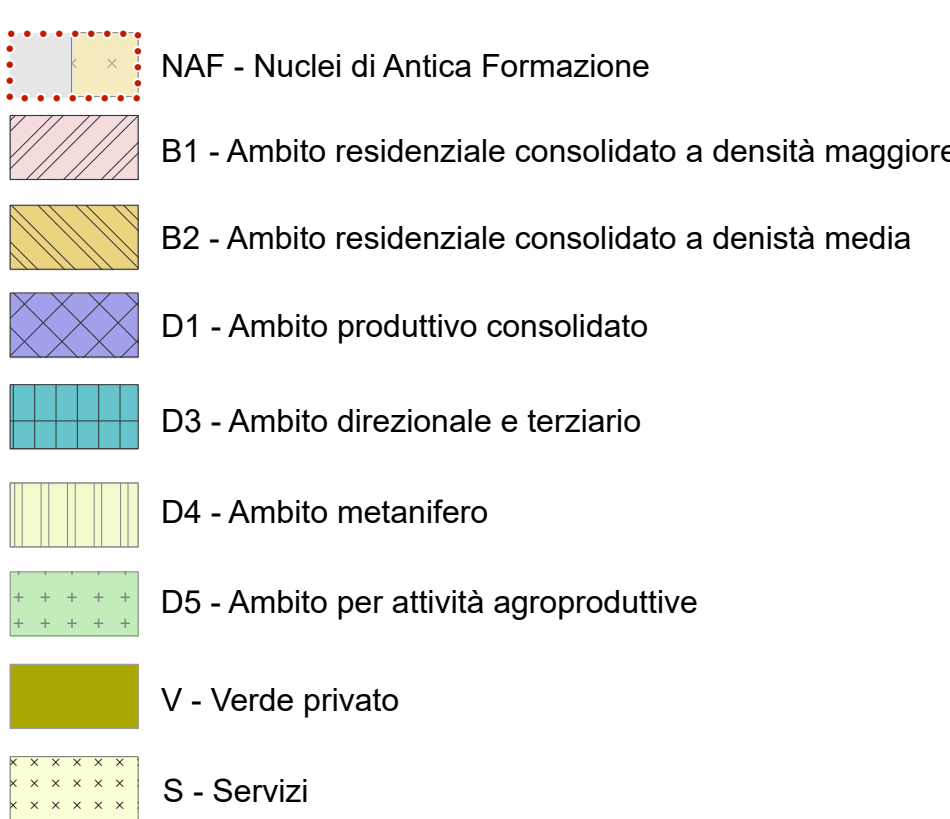 NAF - Nuclei di Antica Formazione
B1 - Ambito residenziale consolidato a densità maggiore
B2 - Ambito residenziale consolidato a denistà media
D1 - Ambito produttivo consolidato
D3 - Ambito direzionale e terziario
D4 - Ambito metanifero
D5 - Ambito per attività agroproduttive
V - Verde privato
S - Servizi